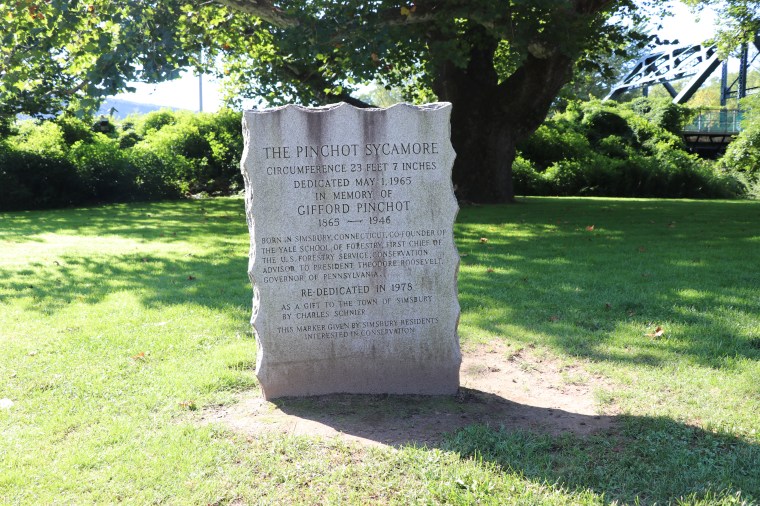 THE PINCHOT SYCAMORE
CIRCUMFERENCE 23 FEET 7 INCHES
DEDICATED MAY 1, 1965
IN MEMORY OF
GIFFORD PINCHOT
1865 — 1946
BORN IN SIMSBURY, CONNECTICUT, CO-FOUNDER OF
THE YALE SCHOOL OF FORESTRY, FIRST CHIEF OF
THE U.S. FORESTRY SERVICE, CONSERVATION
ADVISOR TO PRESIDENT THEODORE ROOSEVELT,
GOVERNOR OF PENNSYLVANIA.
RE-DEDICATED IN 1978
AS A GIFT TO THE TOWN OF SIMSBURY
BY CHARLES SCHNIER
THIS MARKER GIVEN BY SIMSBURY RESIDENTS
INTERESTED IN CONSERVATION